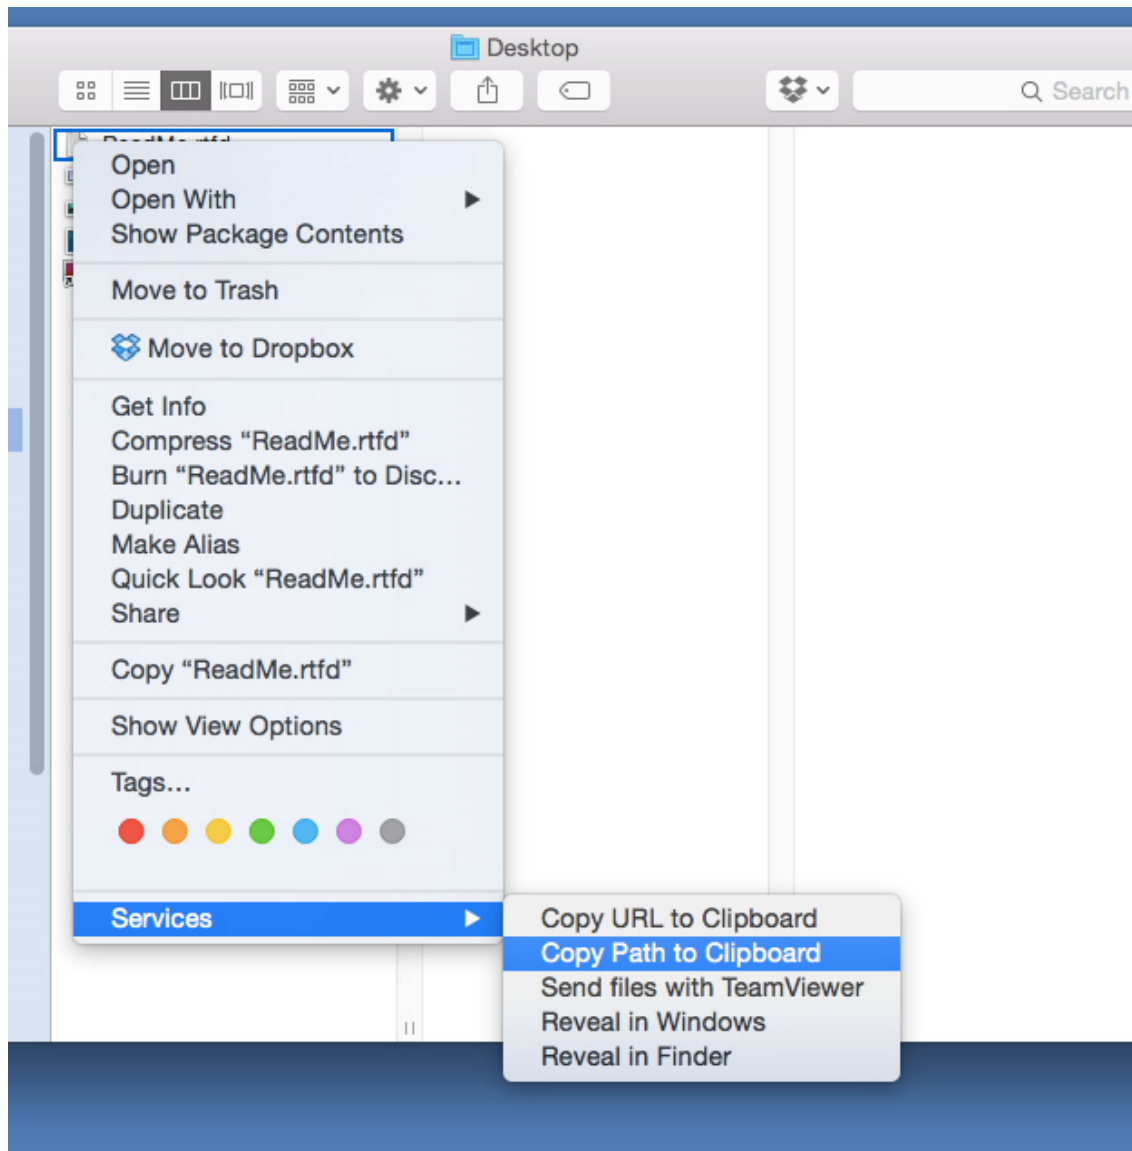 Desktop
Search
ReadMe.rtfd
Open
Open With
Show Package Contents
Move to Trash
Move to Dropbox
Get Info
Compress “ReadMe.rtfd”
Burn “ReadMe.rtfd” to Disc...
Duplicate
Make Alias
Quick Look “ReadMe.rtfd”
Share
Copy “ReadMe.rtfd”
Show View Options
Tags...
Services
Copy URL to Clipboard
Copy Path to Clipboard
Send files with TeamViewer
Reveal in Windows
Reveal in Finder